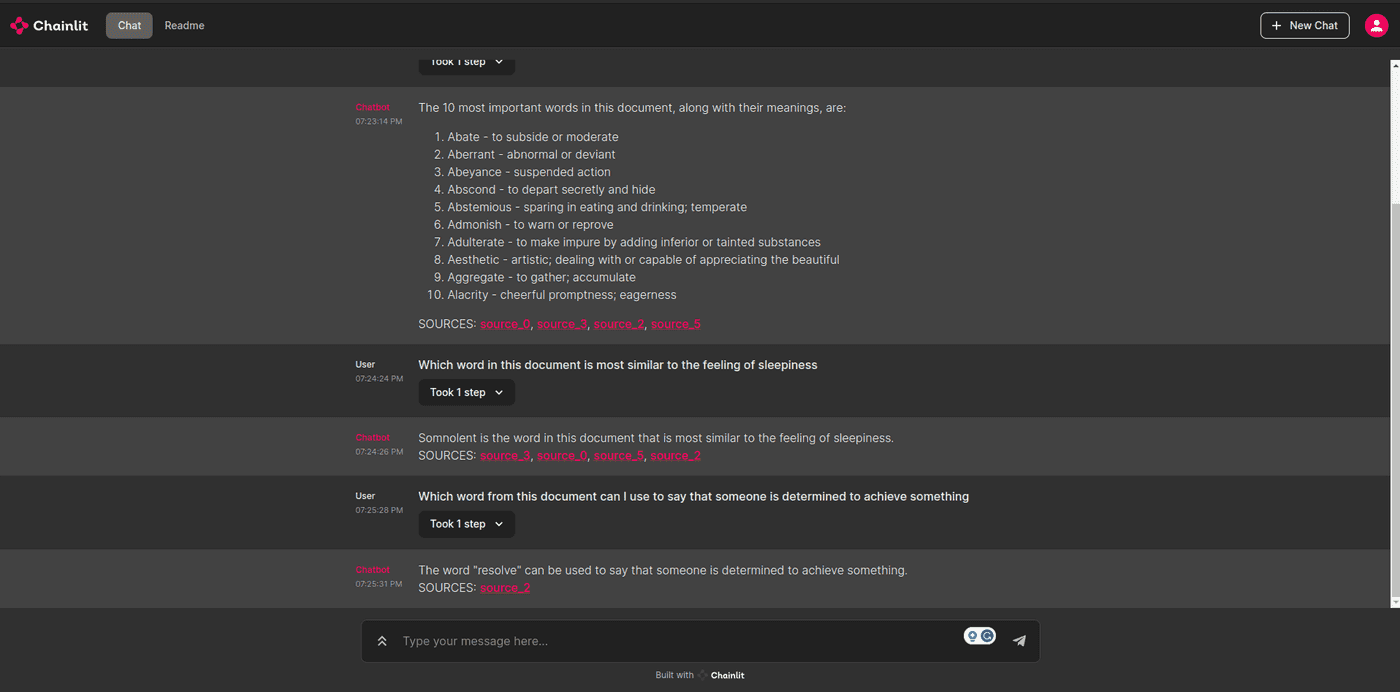 Chainlit Chat Readme + New Chat
Took 1 step
Chatbot The 10 most important words in this document, along with their meanings, are:
07:23:14 PM
1. Abate - to subside or moderate
2. Aberrant - abnormal or deviant
3. Abeyance - suspended action
4. Abscond - to depart secretly and hide
5. Abstemious - sparing in eating and drinking; temperate
6. Admonish - to warn or reprove
7. Adulterate - to make impure by adding inferior or tainted substances
8. Aesthetic - artistic; dealing with or capable of appreciating the beautiful
9. Aggregate - to gather; accumulate
10. Alacrity - cheerful promptness; eagerness
SOURCES: source_0, source_3, source_2, source_5
User Which word in this document is most similar to the feeling of sleepiness
07:24:24 PM
Took 1 step
Chatbot Somnolent is the word in this document that is most similar to the feeling of sleepiness.
07:24:26 PM SOURCES: source_3, source_0, source_5, source_2
User Which word from this document can I use to say that someone is determined to achieve something
07:25:28 PM
Took 1 step
Chatbot The word "resolve" can be used to say that someone is determined to achieve something.
07:25:31 PM SOURCES: source_2
Type your message here...
Built with Chainlit